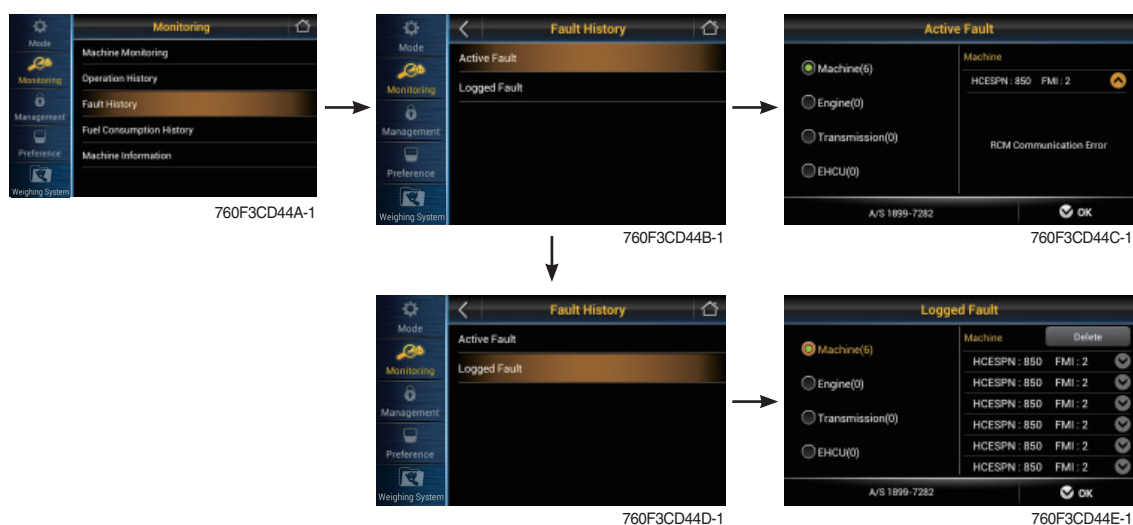 Monitoring
Mode
Monitoring
Management
Preference
Weighing System
Machine Monitoring
Operation History
Fault History
Fuel Consumption History
Machine Information
760F3CD44A-1
Fault History
Mode
Monitoring
Management
Preference
Weighing System
Active Fault
Logged Fault
760F3CD44B-1
Active Fault
Machine(6)
Engine(0)
Transmission(0)
EHCU(0)
Machine
HCESPN : 850 FMI : 2
RCM Communication Error
A/S 1899-7282
OK
760F3CD44C-1
Fault History
Mode
Monitoring
Management
Preference
Weighing System
Active Fault
Logged Fault
760F3CD44D-1
Logged Fault
Machine(6)
Engine(0)
Transmission(0)
EHCU(0)
Machine Delete
HCESPN : 850 FMI : 2
HCESPN : 850 FMI : 2
HCESPN : 850 FMI : 2
HCESPN : 850 FMI : 2
HCESPN : 850 FMI : 2
HCESPN : 850 FMI : 2
A/S 1899-7282
OK
760F3CD44E-1